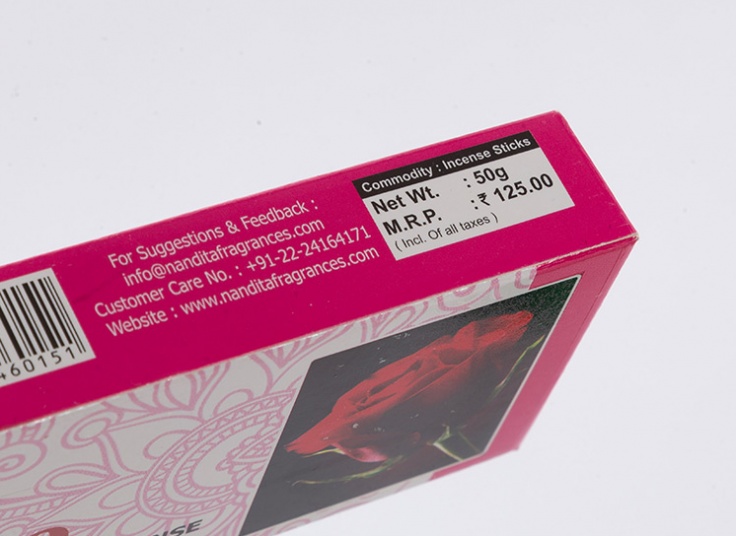 Commodity : Incense Sticks
Net Wt. : 50g
M.R.P. : ₹ 125.00
( Incl. Of all taxes )
For Suggestions & Feedback :
info@nanditafragrances.com
Customer Care No. : +91-22-24164171
Website : www.nanditafragrances.com
460151